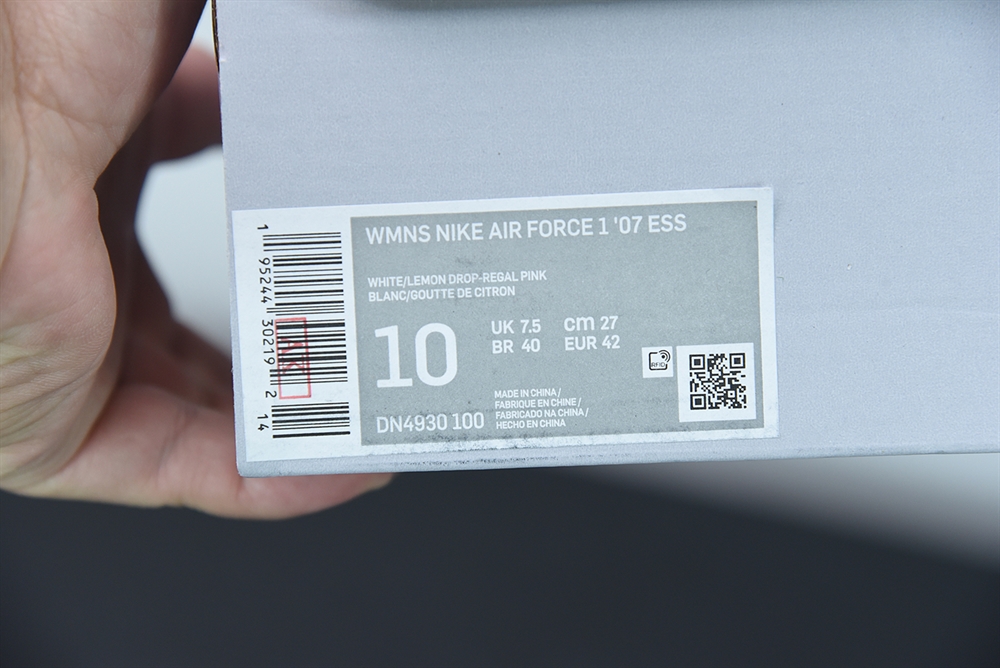 WMNS NIKE AIR FORCE 1 '07 ESS
WHITE/LEMON DROP-REGAL PINK
BLANC/GOUTTE DE CITRON
10
UK 7.5 cm 27
BR 40 EUR 42
RFID
DN4930 100
MADE IN CHINA /
FABRIQUE EN CHINE /
FABRICADO NA CHINA /
HECHO EN CHINA
1 95244 30219 2 14